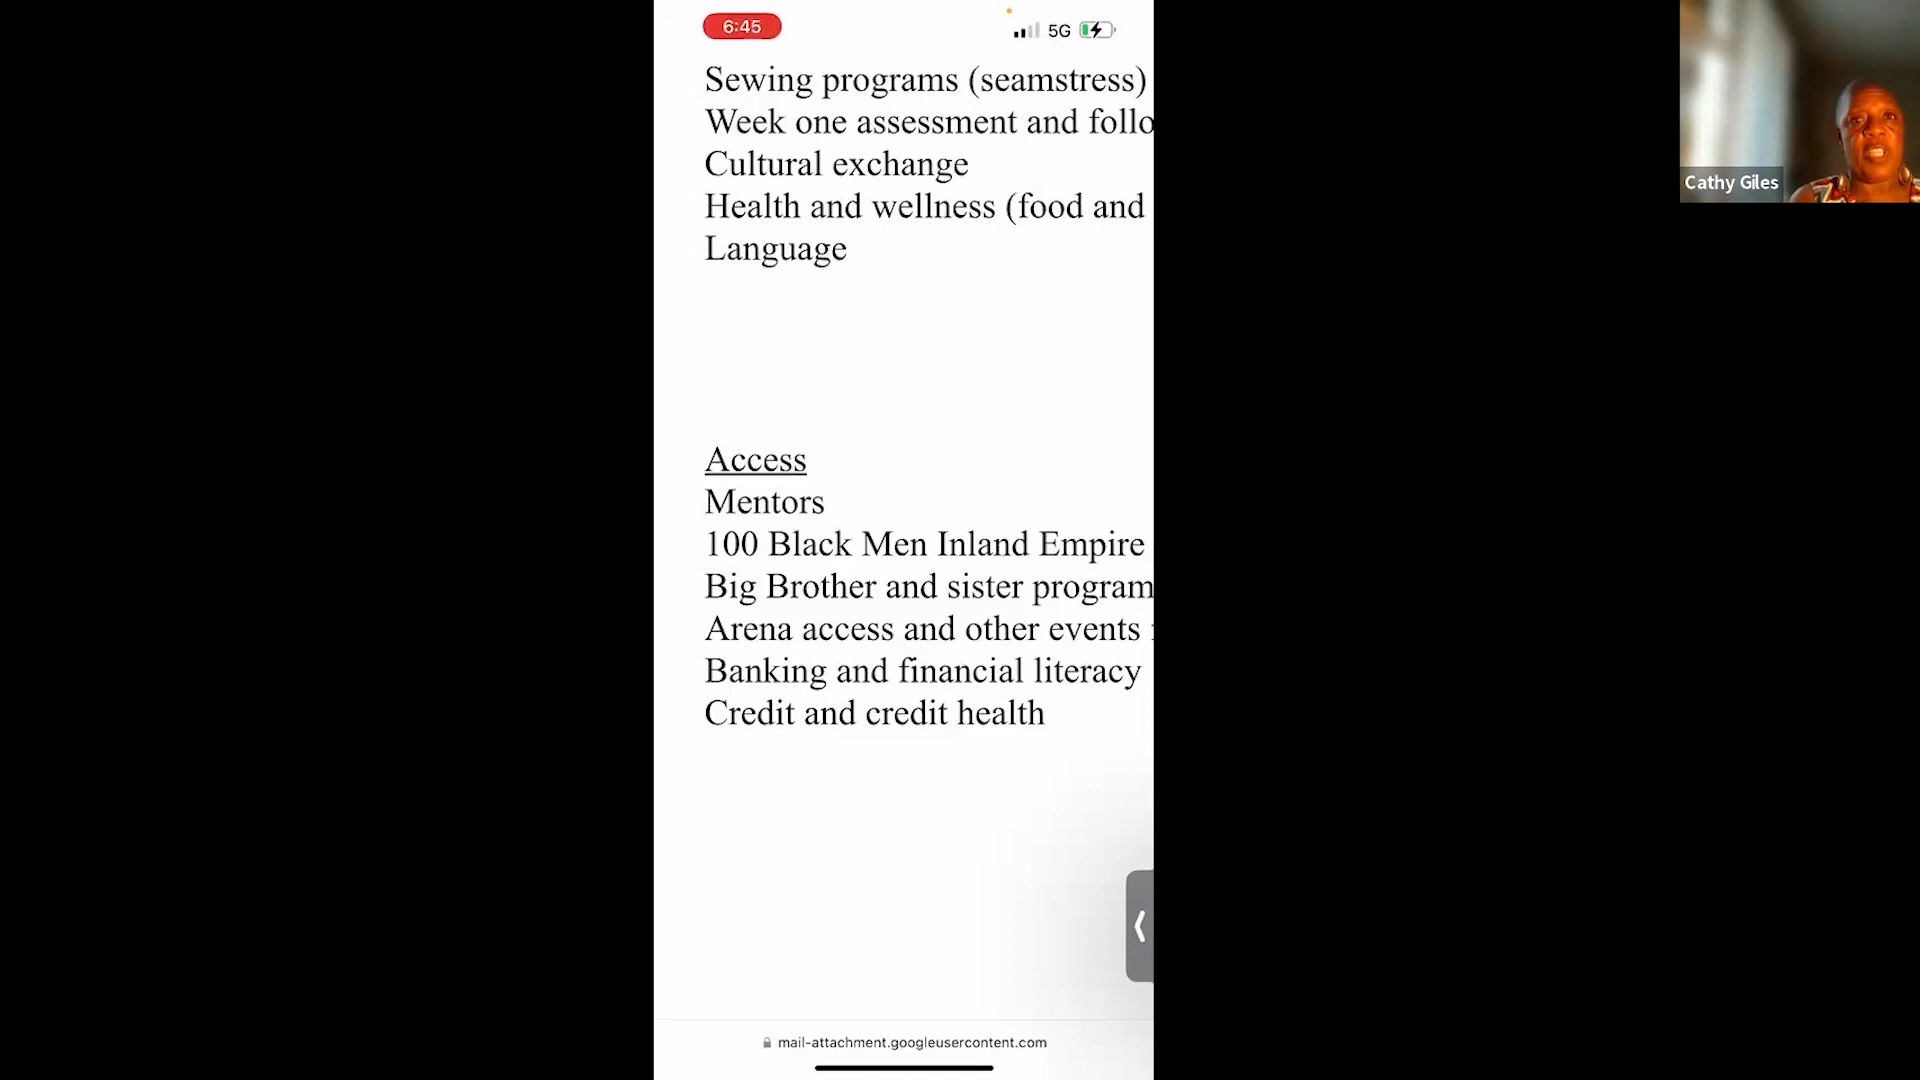 6:45
5G
Sewing programs (seamstress)
Week one assessment and follo
Cultural exchange
Health and wellness (food and
Language
Access
Mentors
100 Black Men Inland Empire
Big Brother and sister program
Arena access and other events
Banking and financial literacy
Credit and credit health
mail-attachment.googleusercontent.com
Cathy Giles